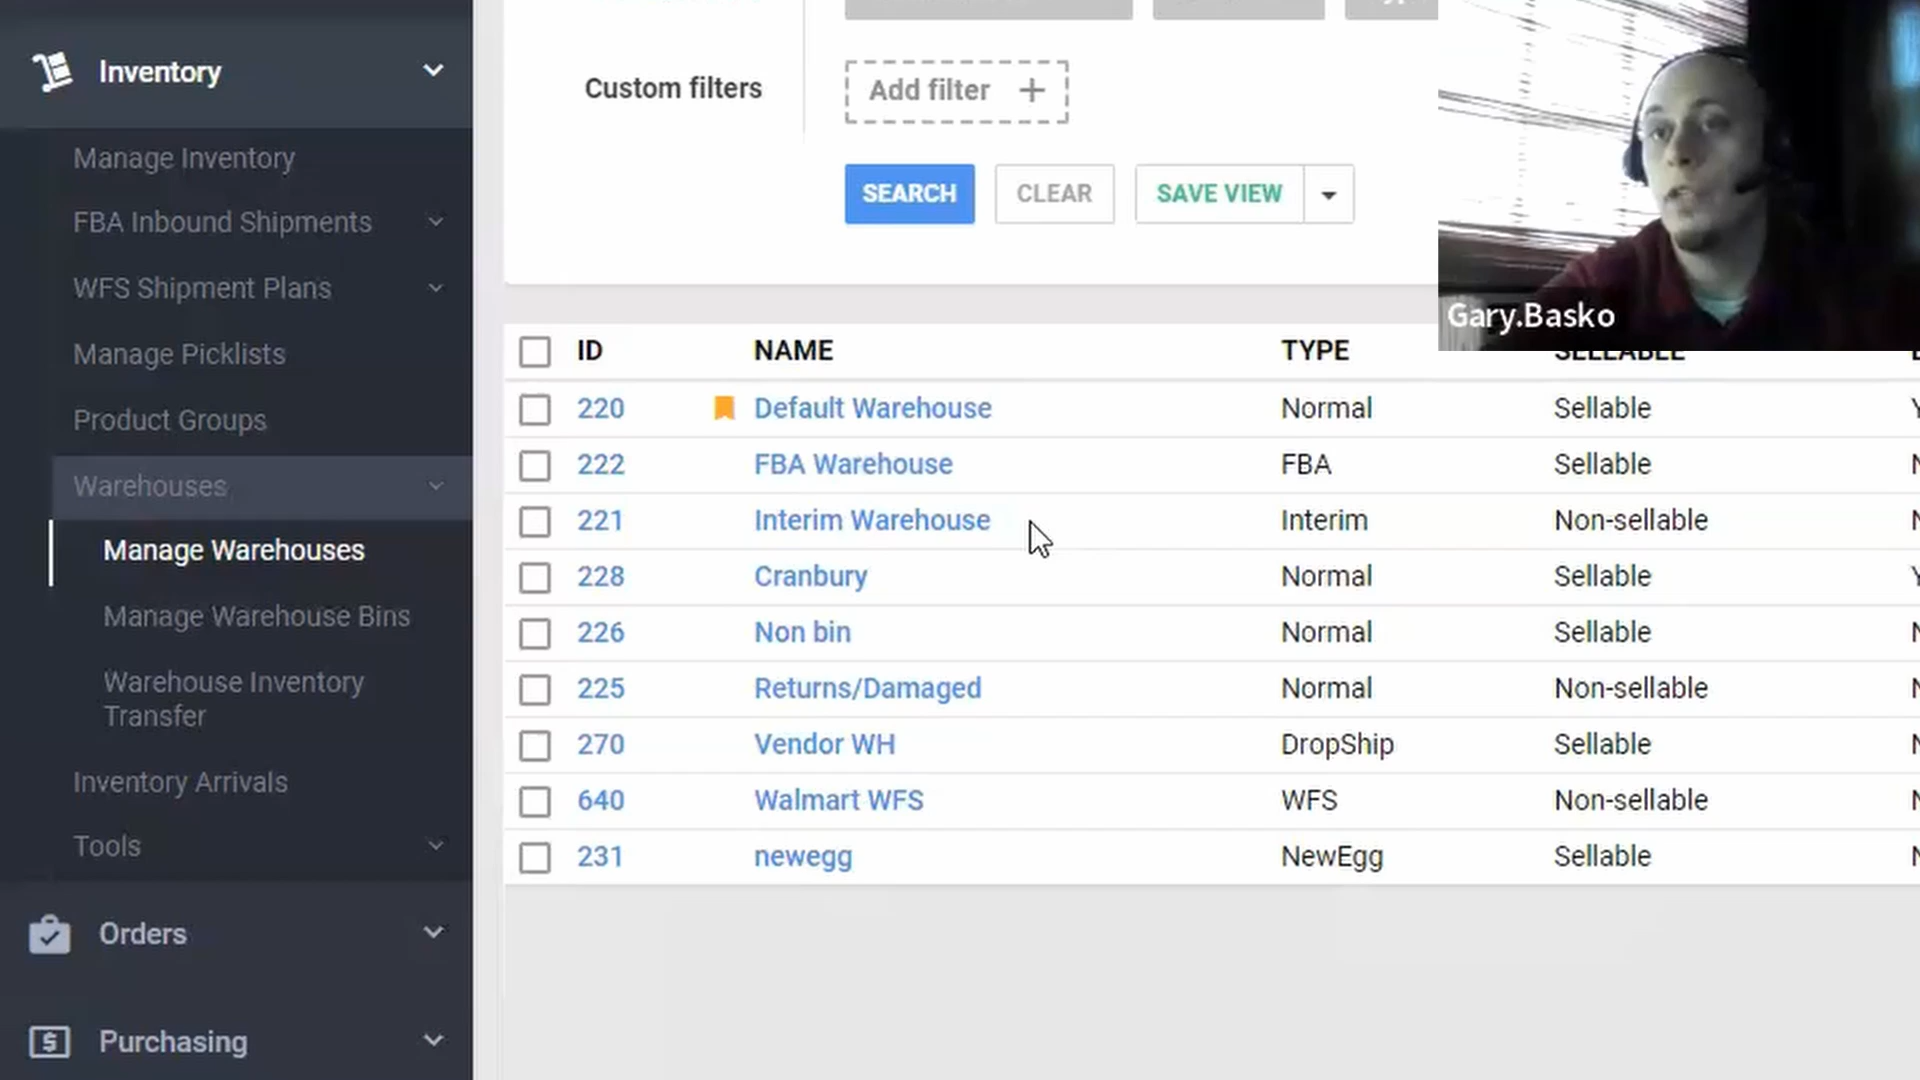 Inventory
Manage Inventory
FBA Inbound Shipments
WFS Shipment Plans
Manage Picklists
Product Groups
Warehouses
Manage Warehouses
Manage Warehouse Bins
Warehouse Inventory
Transfer
Inventory Arrivals
Tools
Orders
Purchasing
Custom filters
Add filter +
SEARCH CLEAR SAVE VIEW
Gary.Basko
ID NAME TYPE SELLABLE
220 Default Warehouse Normal Sellable
222 FBA Warehouse FBA Sellable
221 Interim Warehouse Interim Non-sellable
228 Cranbury Normal Sellable
226 Non bin Normal Sellable
225 Returns/Damaged Normal Non-sellable
270 Vendor WH DropShip Sellable
640 Walmart WFS WFS Non-sellable
231 newegg NewEgg Sellable